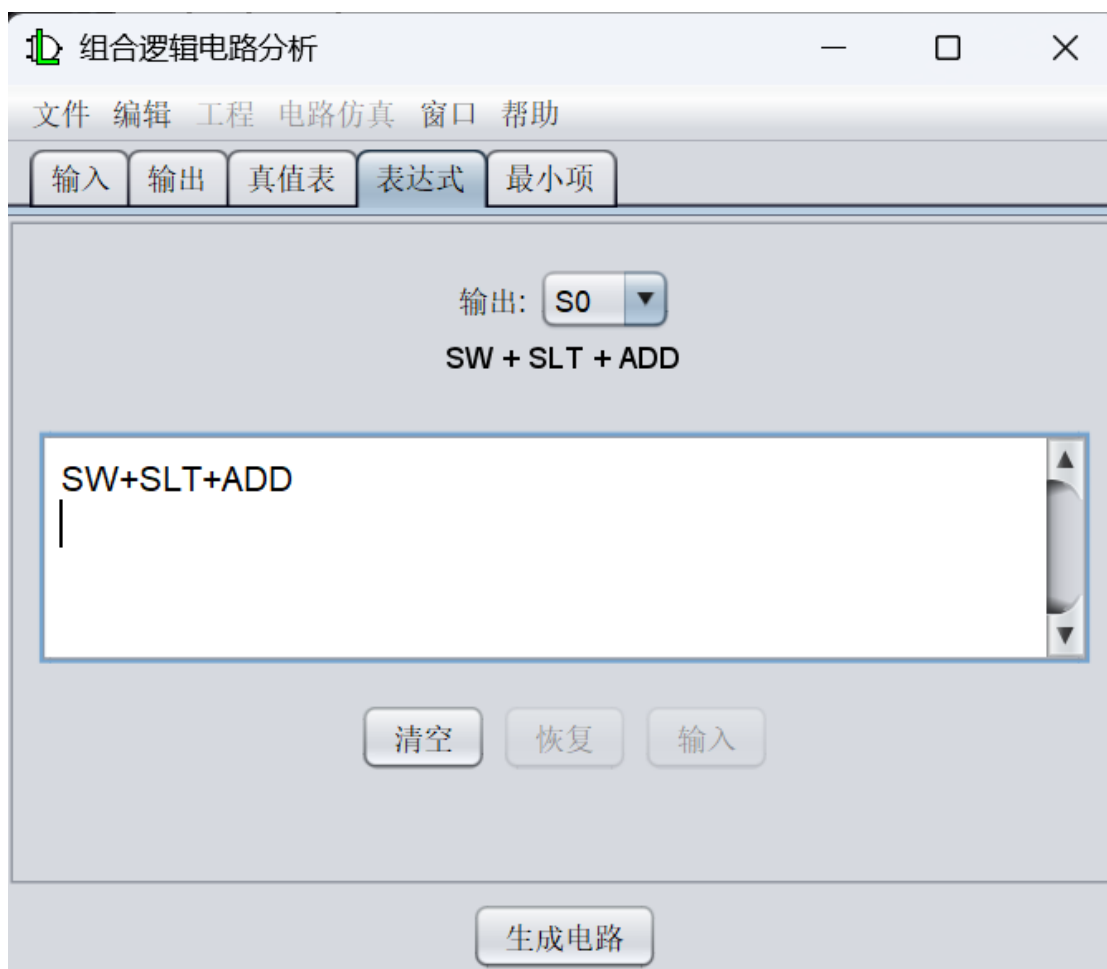 组合逻辑电路分析
文件 编辑 工程 电路仿真 窗口 帮助
输入 输出 真值表 表达式 最小项
输出: S0
SW + SLT + ADD
SW+SLT+ADD
清空 恢复 输入
生成电路